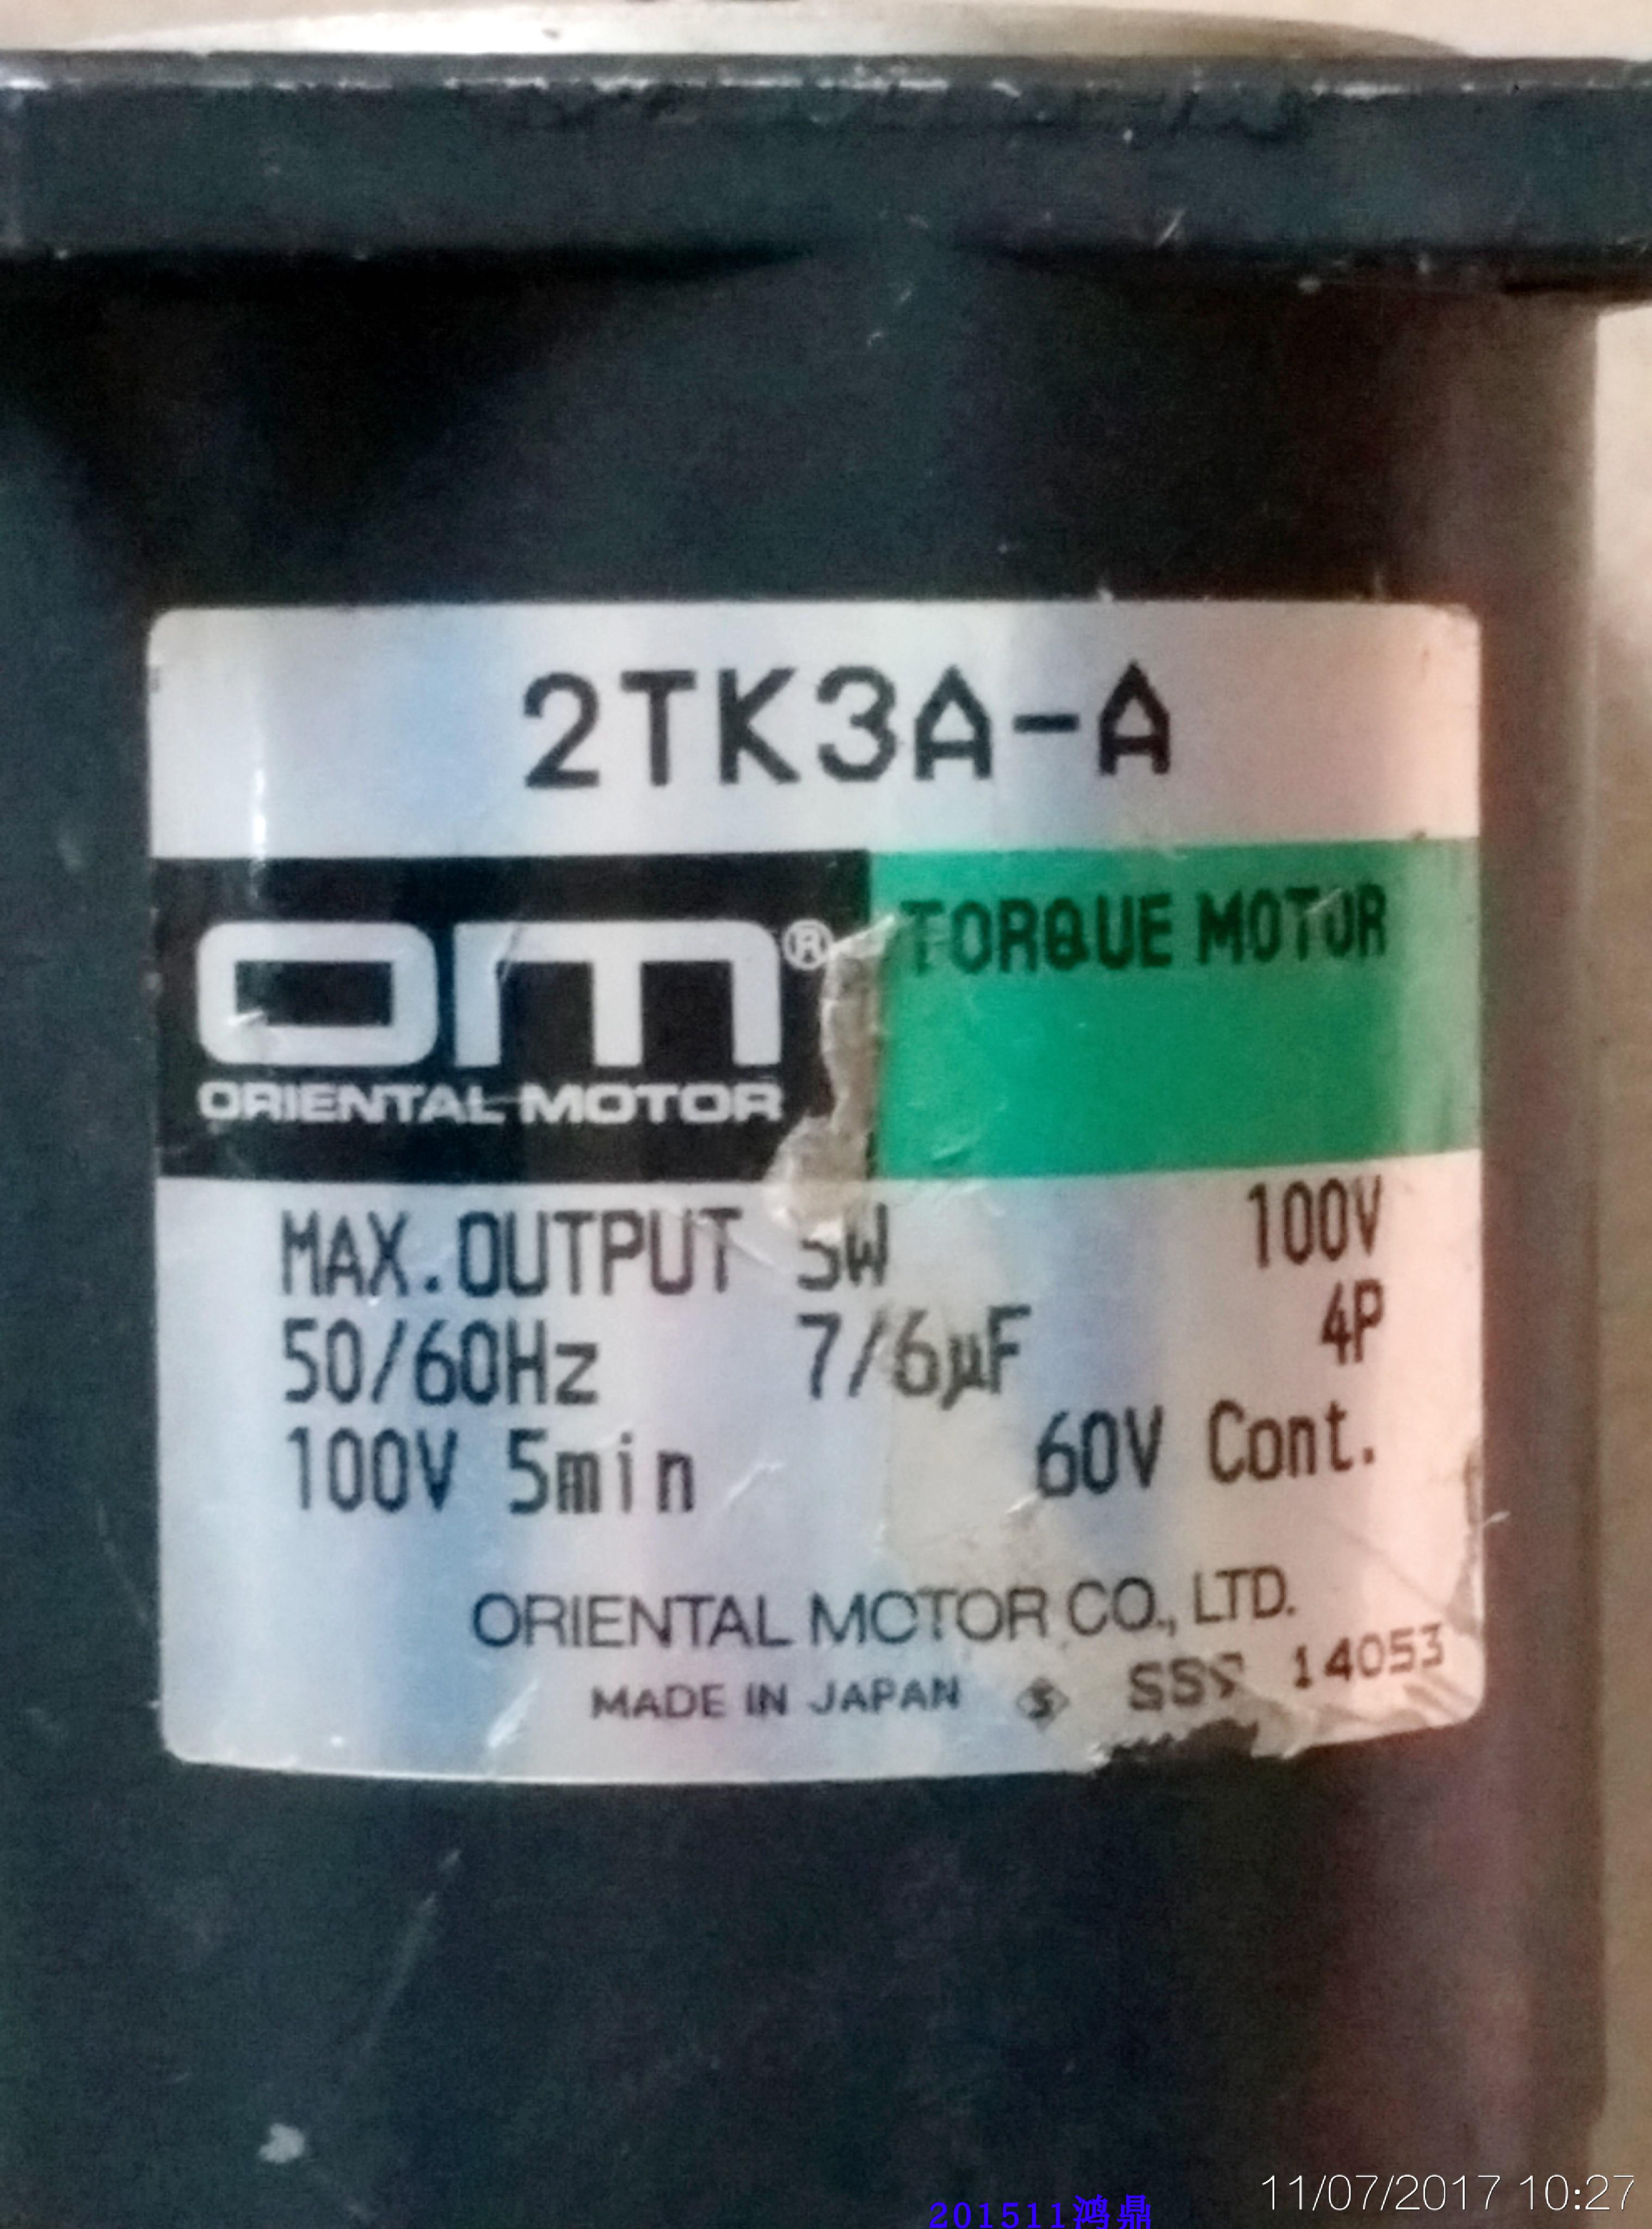 2TK3A-A
om®
ORIENTAL MOTOR
TORQUE MOTOR
MAX.OUTPUT 100V
50/60Hz 7/6μF 4P
100V 5min 60V Cont.
ORIENTAL MOTOR CO., LTD.
MADE IN JAPAN S 14053
11/07/2017 10:27
201511鸿鼎